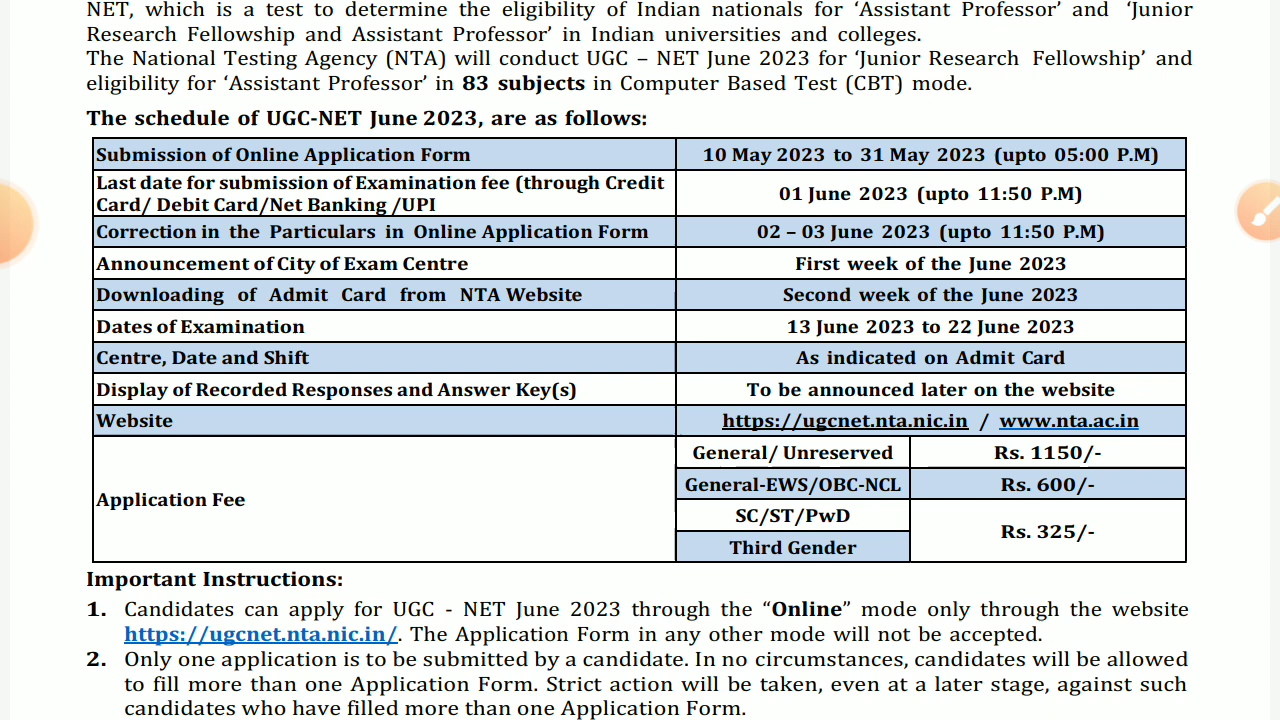 NET, which is a test to determine the eligibility of Indian nationals for ‘Assistant Professor’ and ‘Junior
Research Fellowship and Assistant Professor’ in Indian universities and colleges.
The National Testing Agency (NTA) will conduct UGC – NET June 2023 for ‘Junior Research Fellowship’ and
eligibility for ‘Assistant Professor’ in 83 subjects in Computer Based Test (CBT) mode.
The schedule of UGC-NET June 2023, are as follows:
Submission of Online Application Form
10 May 2023 to 31 May 2023 (upto 05:00 P.M)
Last date for submission of Examination fee (through Credit
Card/ Debit Card/Net Banking /UPI
01 June 2023 (upto 11:50 P.M)
Correction in the Particulars in Online Application Form
02 – 03 June 2023 (upto 11:50 P.M)
Announcement of City of Exam Centre
First week of the June 2023
Downloading of Admit Card from NTA Website
Second week of the June 2023
Dates of Examination
13 June 2023 to 22 June 2023
Centre, Date and Shift
As indicated on Admit Card
Display of Recorded Responses and Answer Key(s)
To be announced later on the website
Website
https://ugcnet.nta.nic.in / www.nta.ac.in
Application Fee
General/ Unreserved
Rs. 1150/-
General-EWS/OBC-NCL
Rs. 600/-
SC/ST/PwD
Rs. 325/-
Third Gender
Important Instructions:
1. Candidates can apply for UGC - NET June 2023 through the “Online” mode only through the website
https://ugcnet.nta.nic.in/. The Application Form in any other mode will not be accepted.
2. Only one application is to be submitted by a candidate. In no circumstances, candidates will be allowed
to fill more than one Application Form. Strict action will be taken, even at a later stage, against such
candidates who have filled more than one Application Form.